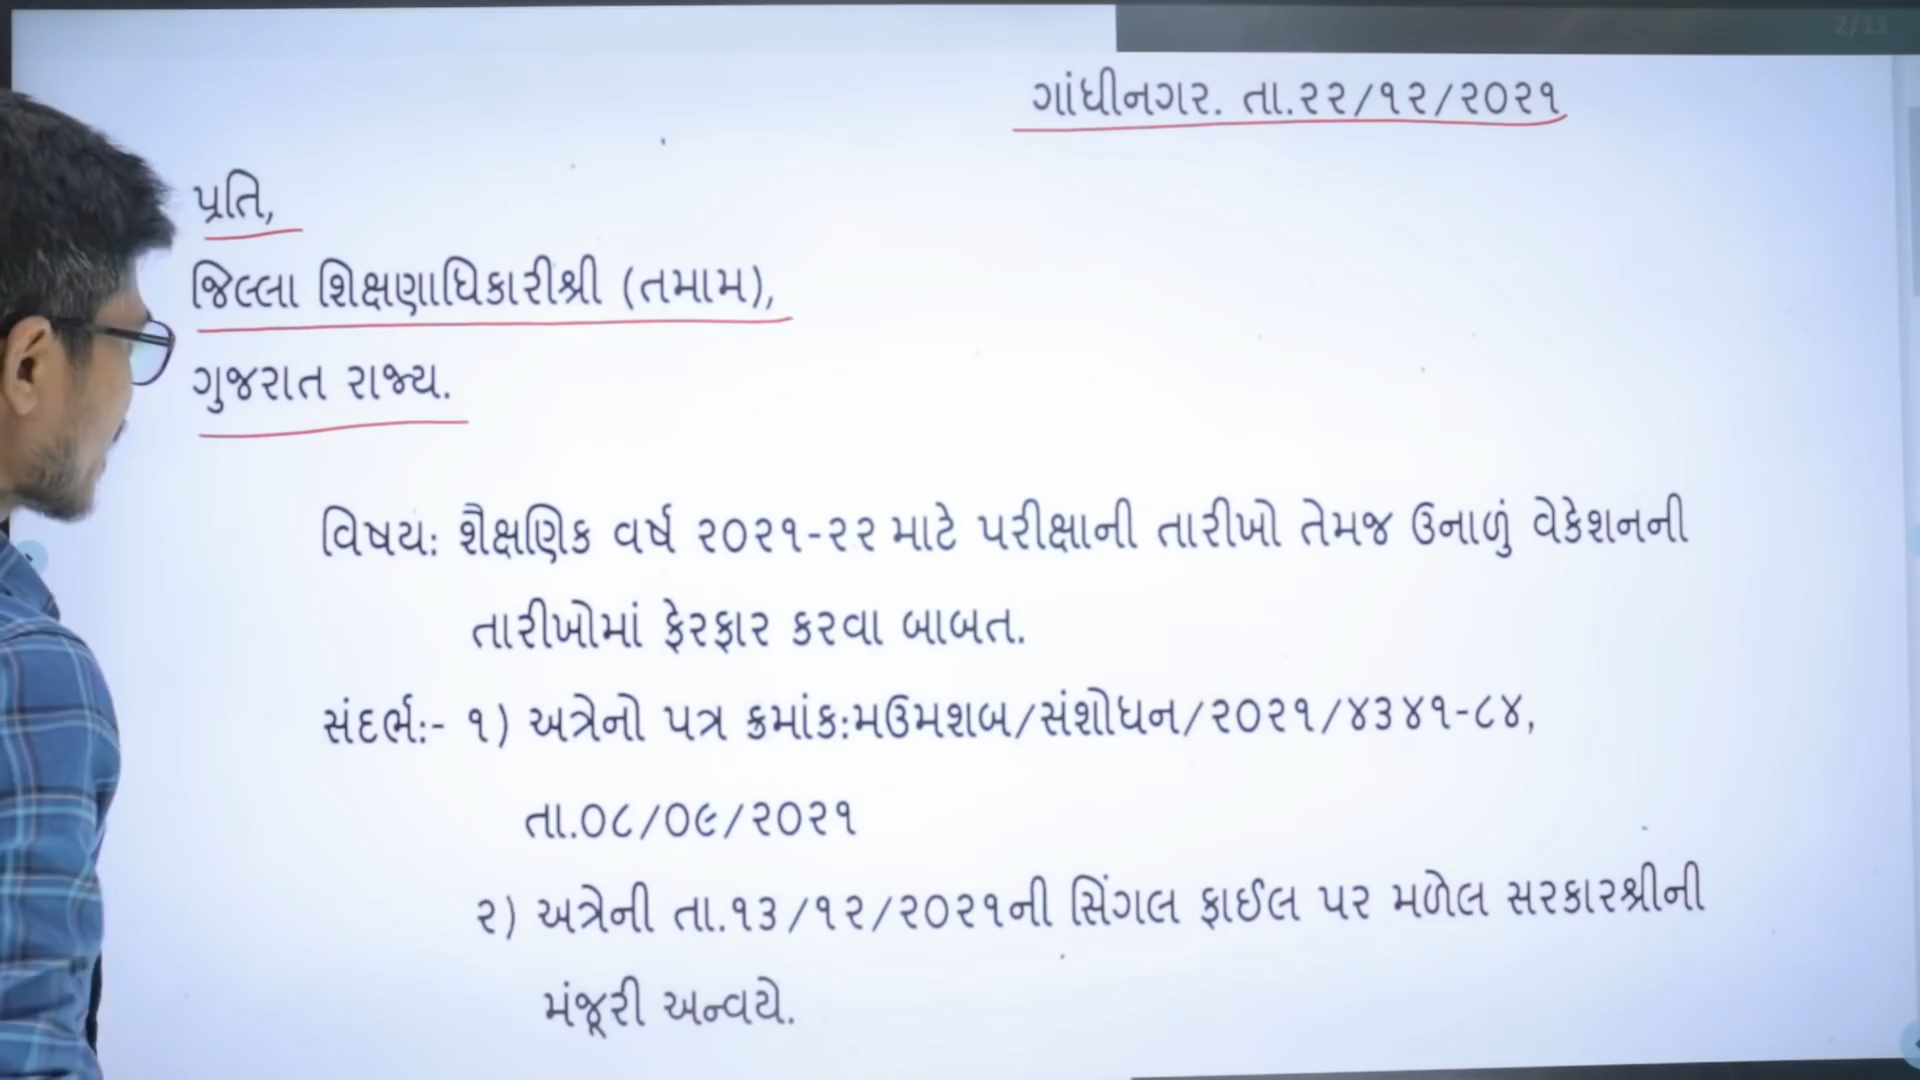 2/11
ગાંધીનગર. તા.૨૨/૧૨/૨૦૨૧
પ્રતિ,
જિલ્લા શિક્ષણાધિકારીશ્રી (તમામ),
ગુજરાત રાજ્ય.
વિષય: શૈક્ષણિક વર્ષ ૨૦૨૧-૨૨ માટે પરીક્ષાની તારીખો તેમજ ઉનાળું વેકેશનની
તારીખોમાં ફેરફાર કરવા બાબત.
સંદર્ભ:- ૧) અત્રેનો પત્ર ક્રમાંક:મઉમશબ/સંશોધન/૨૦૨૧/૪૩૪૧-૮૪,
તા.૦૮/૦૯/૨૦૨૧
૨) અત્રેની તા.૧૩/૧૨/૨૦૨૧ની સિંગલ ફાઈલ પર મળેલ સરકારશ્રીની
મંજૂરી અન્વયે.